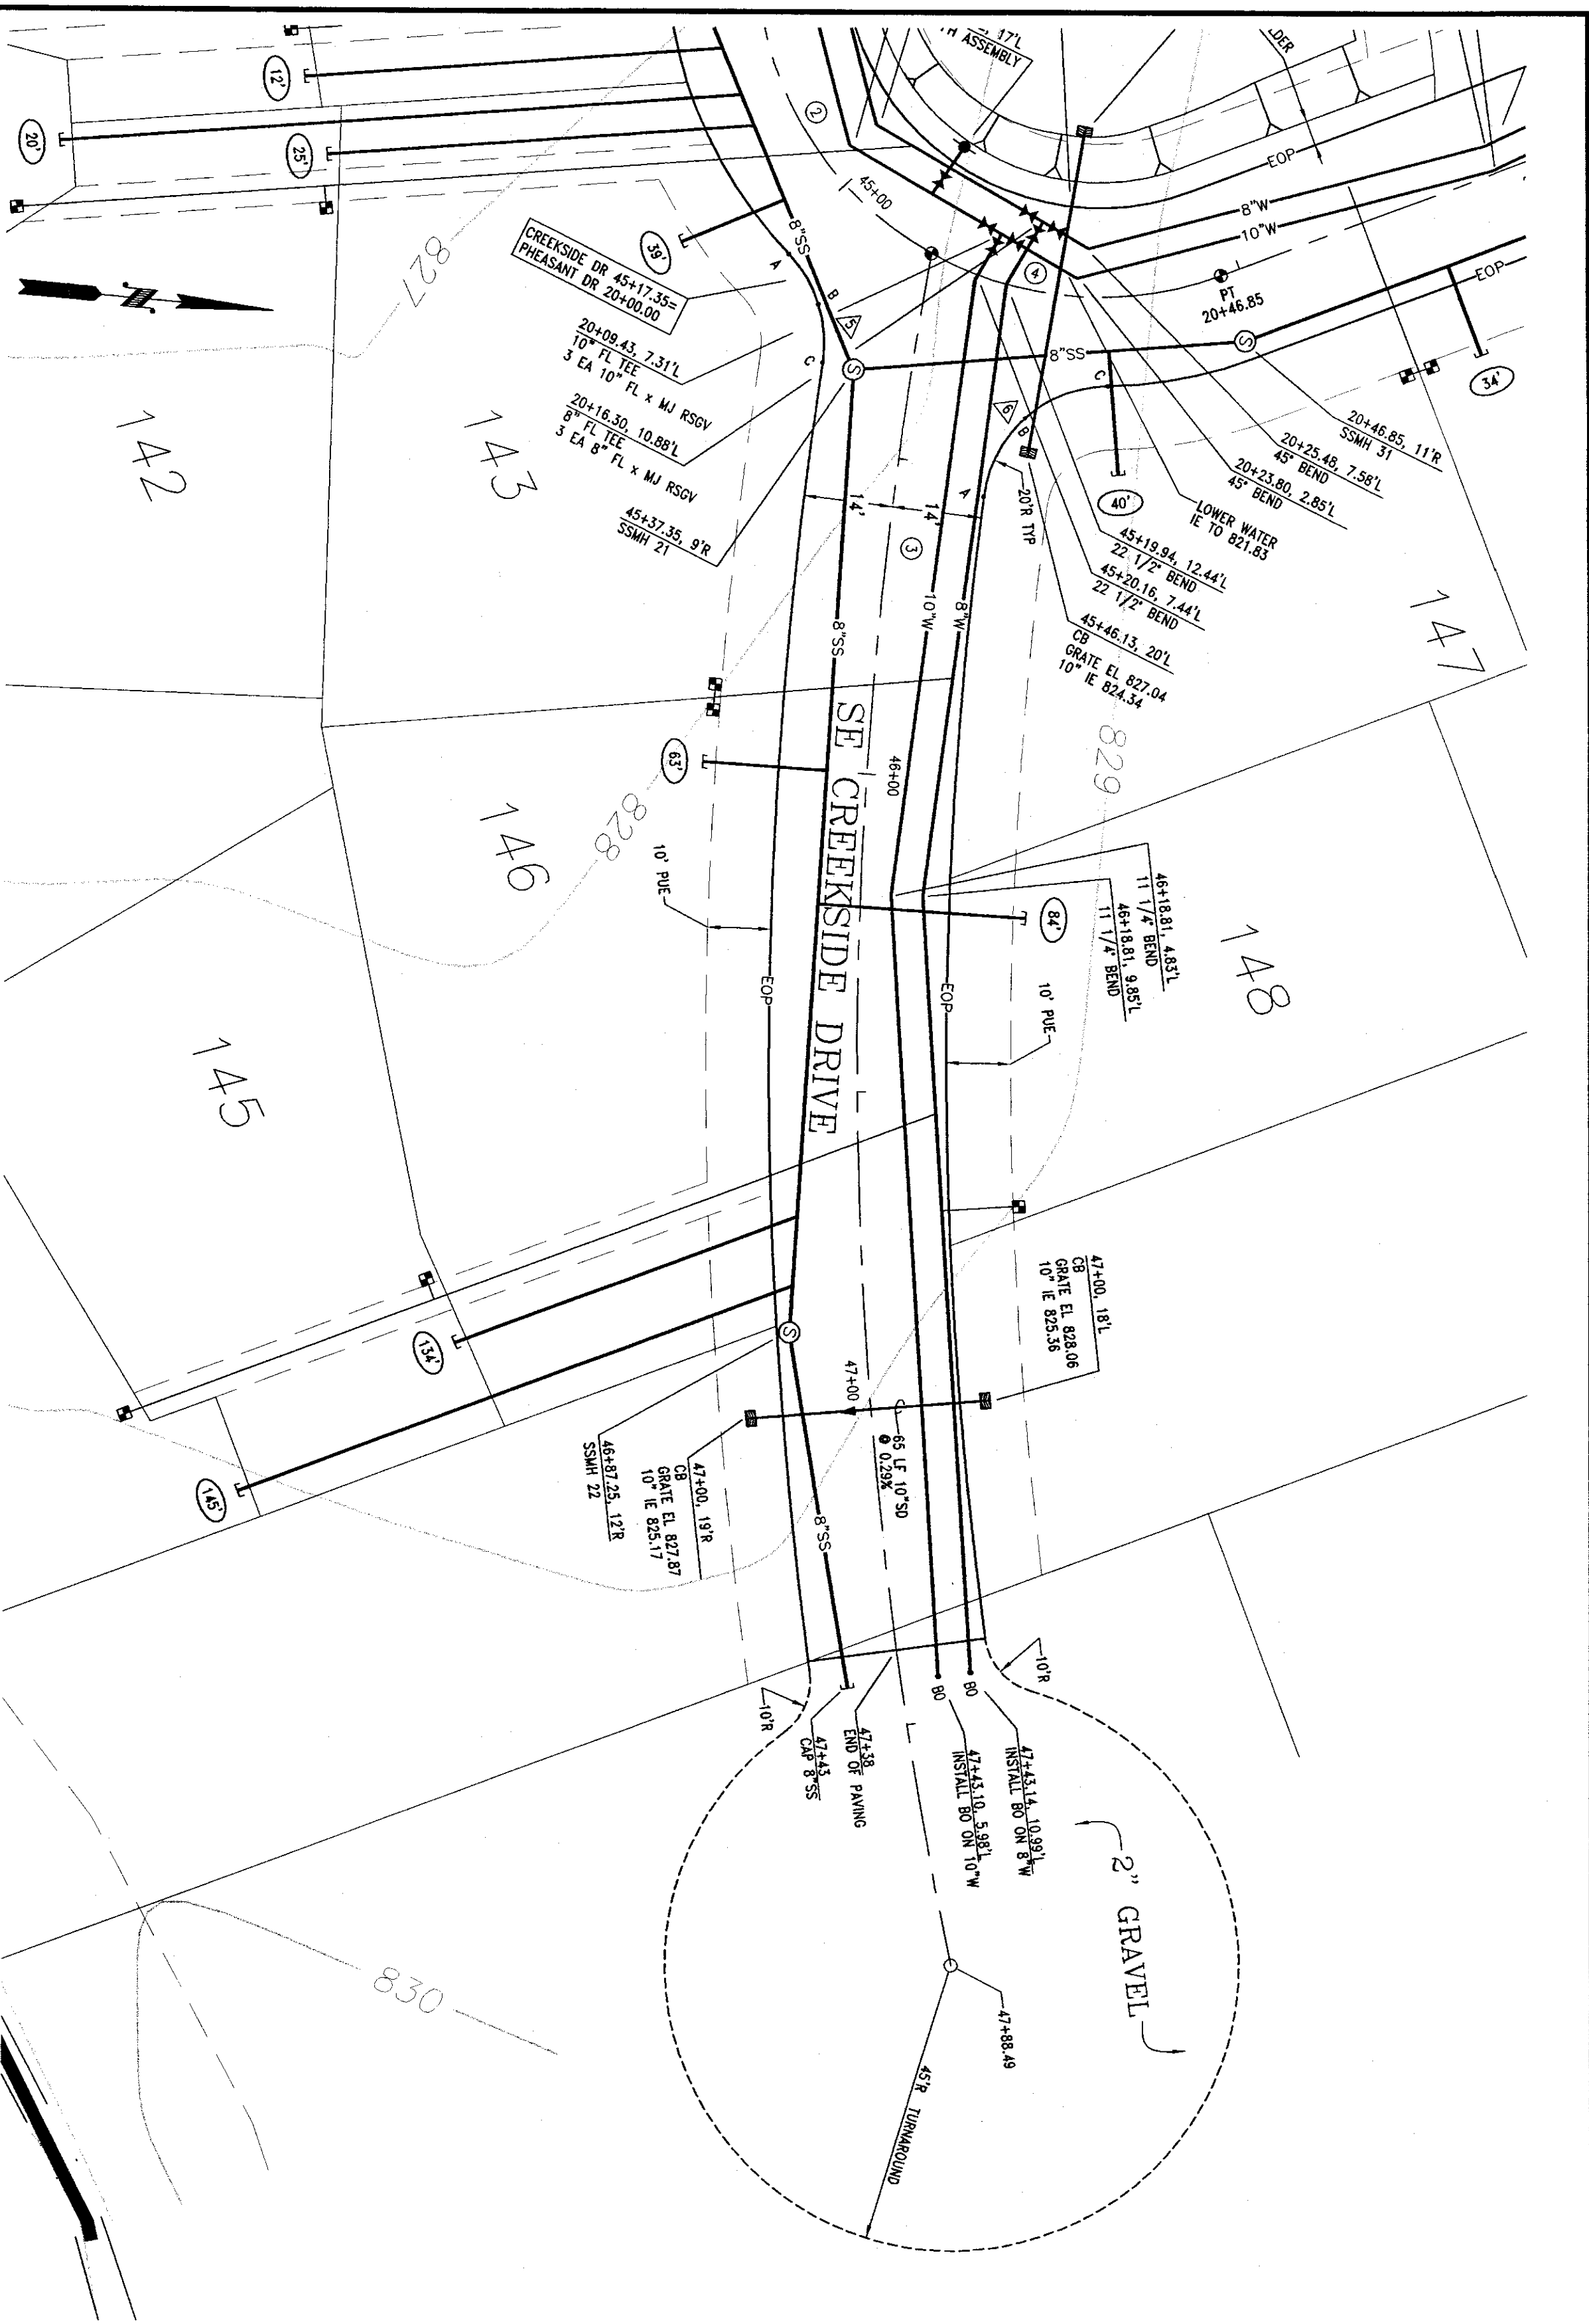 17'L
TH ASSEMBLY
LDER
12'
20'
25'
39'
2
45+00
8"SS
A
B
C
5
827
CREEKSIDE DR 45+17.35=
PHEASANT DR 20+00.00
20+09.43, 7.31'L
10" FL TEE
3 EA 10" FL x MJ RSGV
20+16.30, 10.88'L
8" FL TEE
3 EA 8" FL x MJ RSGV
45+37.35, 9'R
SSMH 21
EOP
8"W
10"W
4
PT
20+46.85
EOP
34'
8"SS
C
6
B
A
40'
20'R TYP
20+46.85, 11'R
SSMH 31
20+25.48, 7.58'L
45° BEND
20+23.80, 2.85'L
45° BEND
LOWER WATER
IE TO 821.83
45+19.94, 12.44'L
22 1/2° BEND
45+20.16, 7.44'L
22 1/2° BEND
45+46.13, 20'L
CB
GRATE EL 827.04
10" IE 824.34
142
143
147
14'
14'
3
10"W
8"W
8"SS
829
828
63'
146
10' PUE
46+00
SE CREEKSIDE DRIVE
84'
46+18.81, 4.83'L
11 1/4° BEND
46+18.81, 9.85'L
11 1/4° BEND
148
10' PUE
EOP
EOP
145
134'
145'
S
S
S
47+00, 18'L
CB
GRATE EL 828.06
10" IE 825.36
47+00
65 LF 10"SD
@ 0.29%
47+00, 19'R
CB
GRATE EL 827.87
10" IE 825.17
46+87.25, 12'R
SSMH 22
8"SS
10'R
10'R
BO
BO
47+43.14, 10.99'L
INSTALL BO ON 8"W
47+43.10, 5.98'L
INSTALL BO ON 10"W
47+38
END OF PAVING
47+43
CAP 8"SS
2" GRAVEL
47+88.49
45'R TURNAROUND
830